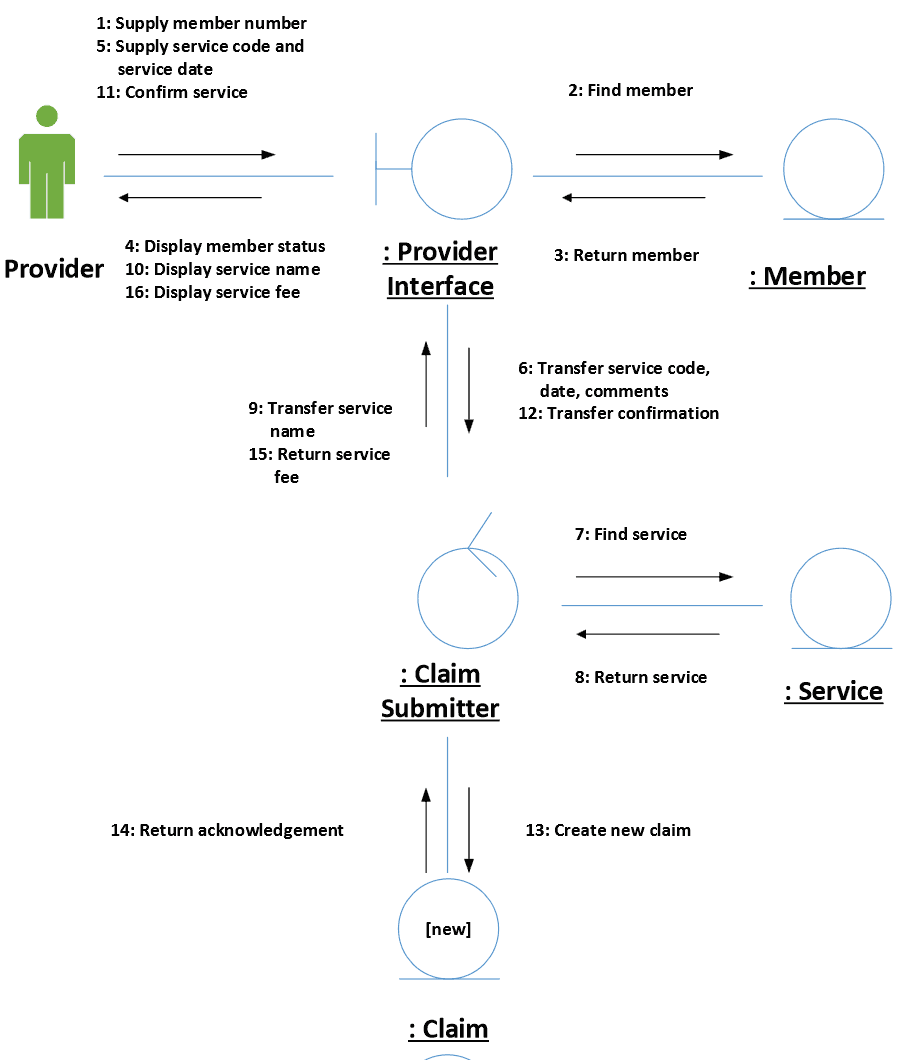 1: Supply member number
5: Supply service code and
service date
11: Confirm service
2: Find member
4: Display member status
10: Display service name
16: Display service fee
3: Return member
Provider
: Provider
Interface
: Member
6: Transfer service code,
date, comments
12: Transfer confirmation
9: Transfer service
name
15: Return service
fee
7: Find service
8: Return service
: Claim
Submitter
: Service
14: Return acknowledgement
13: Create new claim
[new]
: Claim